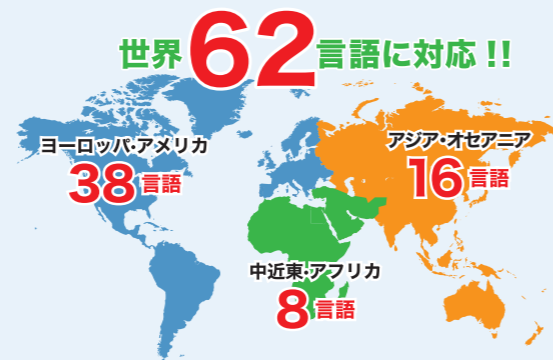 世界62言語に対応!!
ヨーロッパ・アメリカ
38言語
アジア・オセアニア
16言語
中近東・アフリカ
8言語